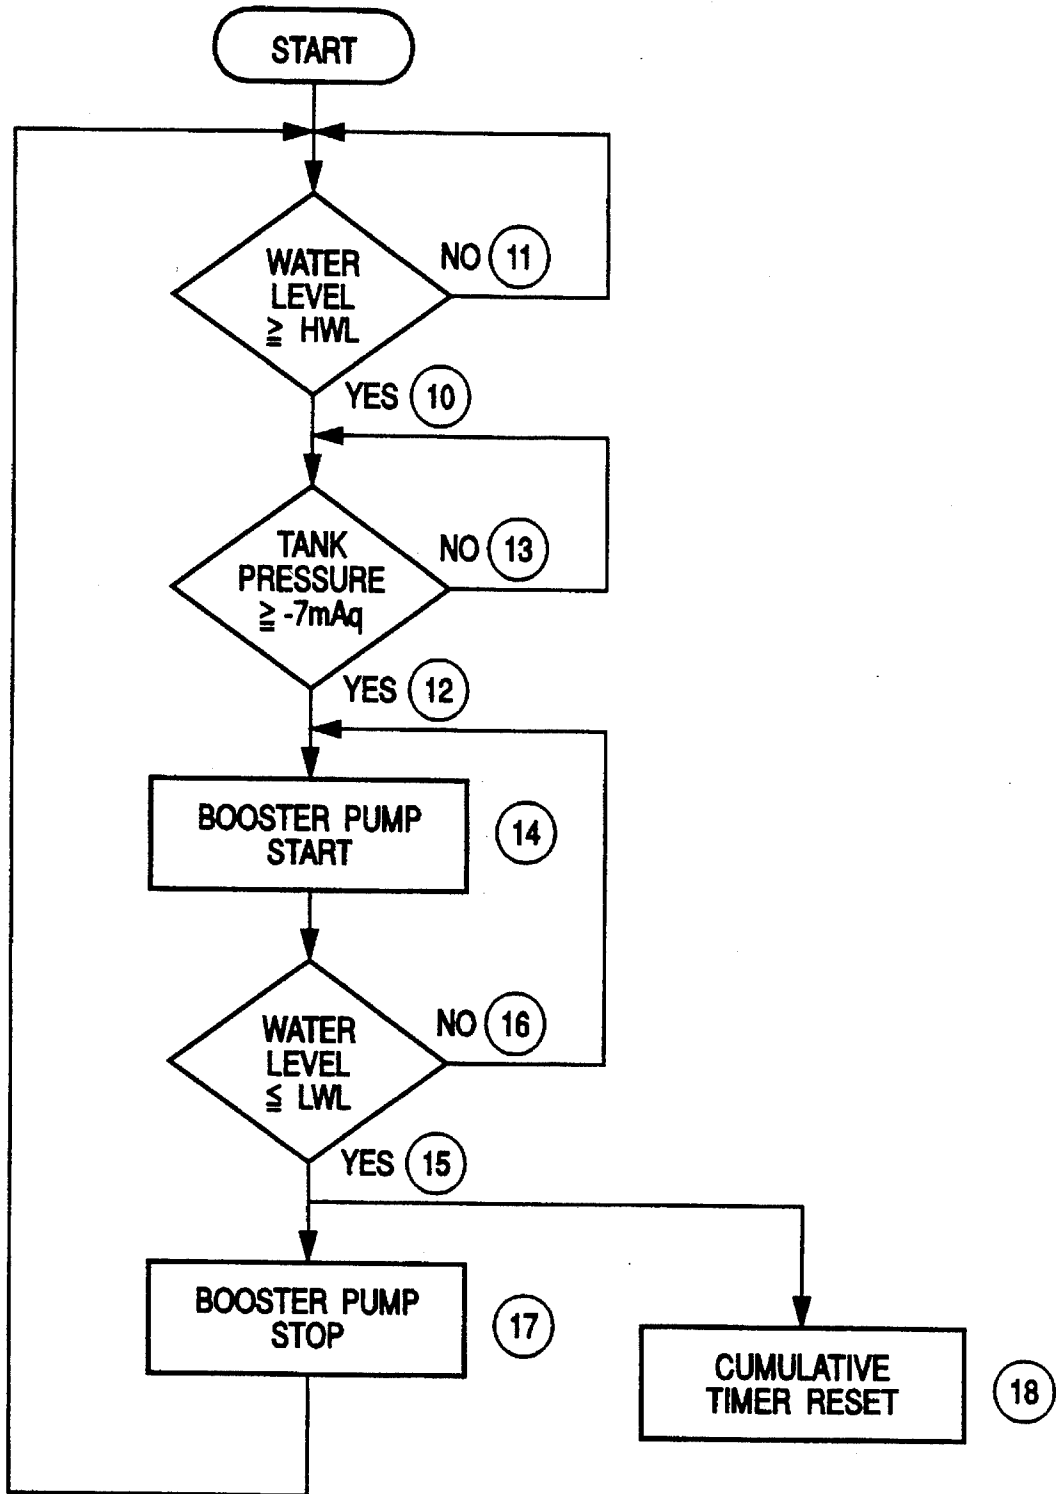 START
WATER
LEVEL
≧ HWL
NO 11
YES 10
TANK
PRESSURE
≧ -7mAq
NO 13
YES 12
BOOSTER PUMP
START
14
WATER
LEVEL
≦ LWL
NO 16
YES 15
BOOSTER PUMP
STOP
17
CUMULATIVE
TIMER RESET
18